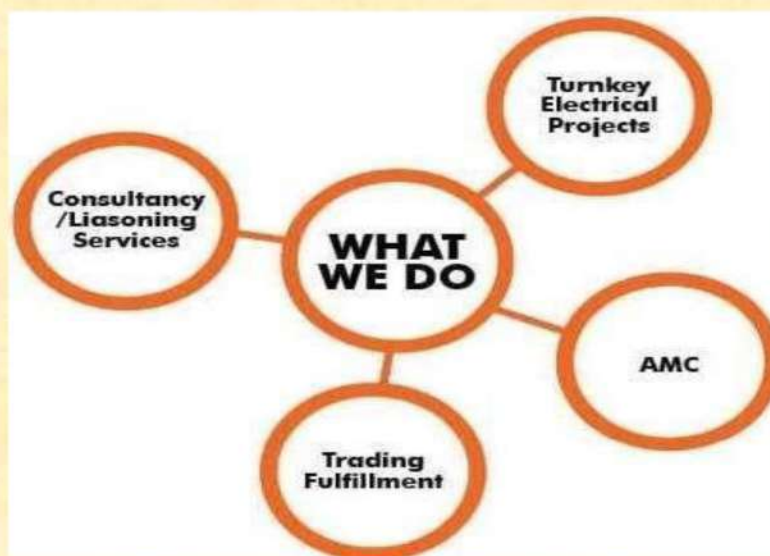 WHAT
WE DO
Turnkey
Electrical
Projects
Consultancy
/Liasoning
Services
AMC
Trading
Fulfillment